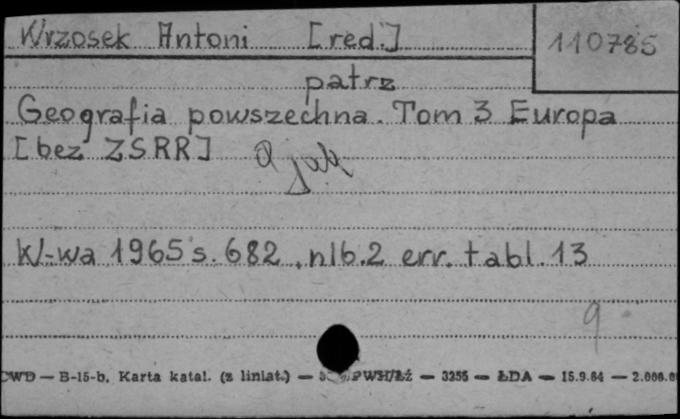 Wrzosek Antoni [red.]
110785
patrz
Geografia powszechna. Tom 3 Europa
[bez ZSRR]
W-wa 1965 s. 682, nlb.2 err. tabl. 13
9
CWD — B-15-b. Karta katal. (z liniat.) — PWH/Łź — 3255 — ŁDA — 15.9.64 — 2.000.0